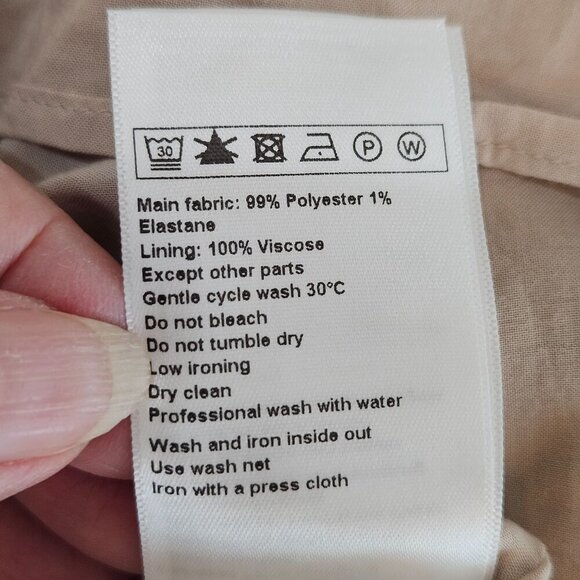 30 P W
Main fabric: 99% Polyester 1%
Elastane
Lining: 100% Viscose
Except other parts
Gentle cycle wash 30°C
Do not bleach
Do not tumble dry
Low ironing
Dry clean
Professional wash with water
Wash and iron inside out
Use wash net
Iron with a press cloth